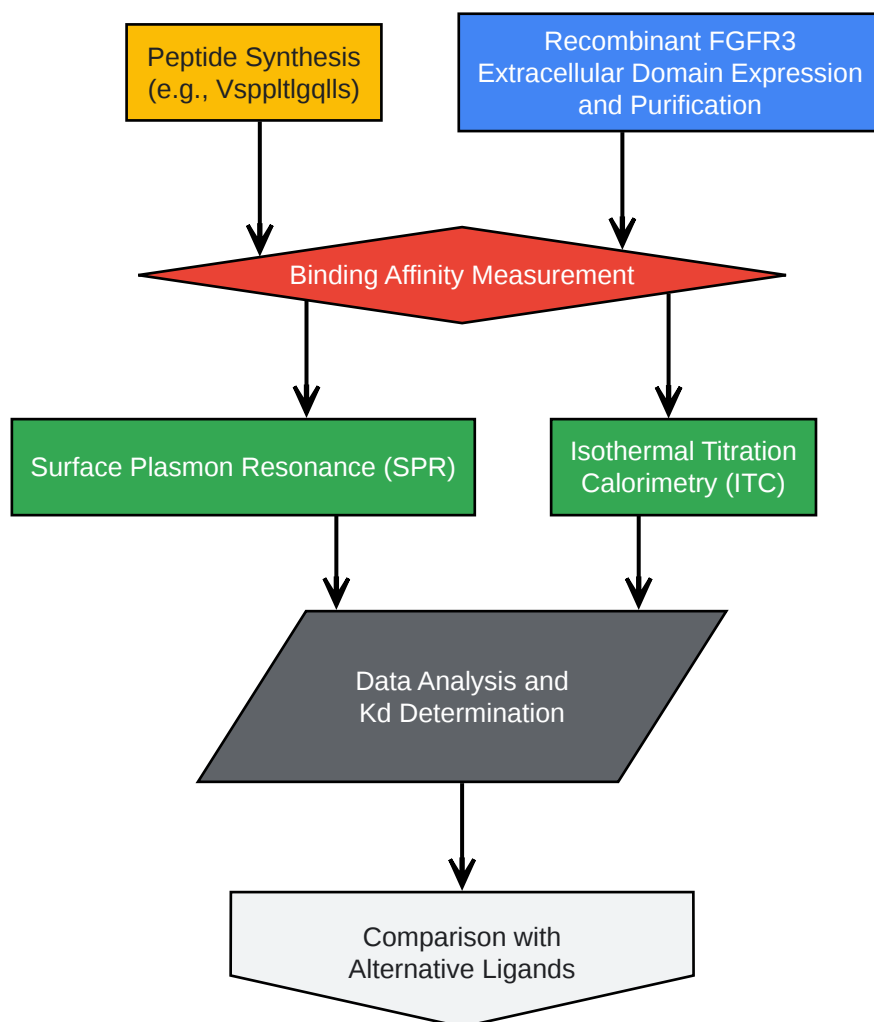 Peptide Synthesis
(e.g., Vsppltlgqlls)
Recombinant FGFR3
Extracellular Domain Expression
and Purification
Binding Affinity Measurement
Surface Plasmon Resonance (SPR)
Isothermal Titration
Calorimetry (ITC)
Data Analysis and
Kd Determination
Comparison with
Alternative Ligands